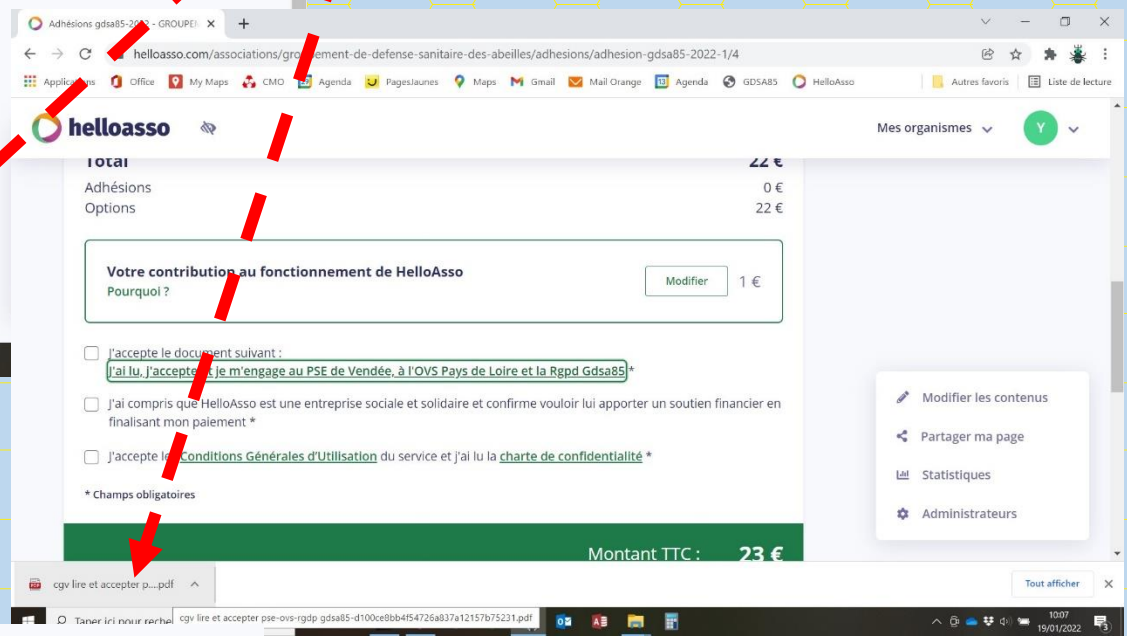 Adhésions gdsa85-2022 - GROUPEM
helloasso.com/associations/groupement-de-defense-sanitaire-des-abeilles/adhesions/adhesion-gdsa85-2022-1/4
Applications Office My Maps CMO Agenda PagesJaunes Maps Gmail Mail Orange Agenda GDSA85 HelloAsso Autres favoris Liste de lecture
helloasso Mes organismes Y
Total 22 €
Adhésions 0 €
Options 22 €
Votre contribution au fonctionnement de HelloAsso
Pourquoi ? Modifier 1 €
J'accepte le document suivant :
J'ai lu, j'accepte et je m'engage au PSE de Vendée, à l'OVS Pays de Loire et la Rgpd Gdsa85 *
J'ai compris que HelloAsso est une entreprise sociale et solidaire et confirme vouloir lui apporter un soutien financier en
finalisant mon paiement *
J'accepte les Conditions Générales d'Utilisation du service et j'ai lu la charte de confidentialité *
* Champs obligatoires
Modifier les contenus
Partager ma page
Statistiques
Administrateurs
Montant TTC : 23 €
cgv lire et accepter p....pdf Tout afficher
Taper ici pour reche
cgv lire et accepter pse-ovs-rgdp gdsa85-d100ce8bb4f54726a837a12157b75231.pdf
10:07
19/01/2022
3